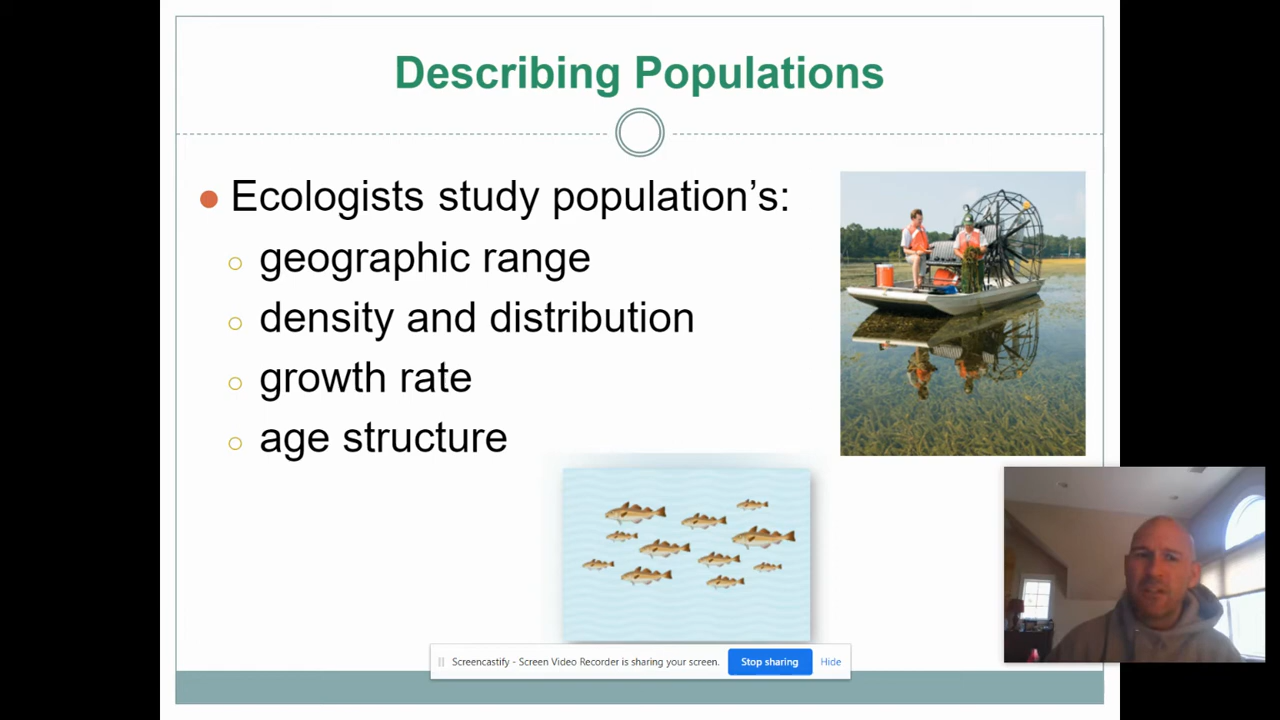 Describing Populations
Ecologists study population’s:
geographic range
density and distribution
growth rate
age structure
Screencastify - Screen Video Recorder is sharing your screen.
Stop sharing
Hide